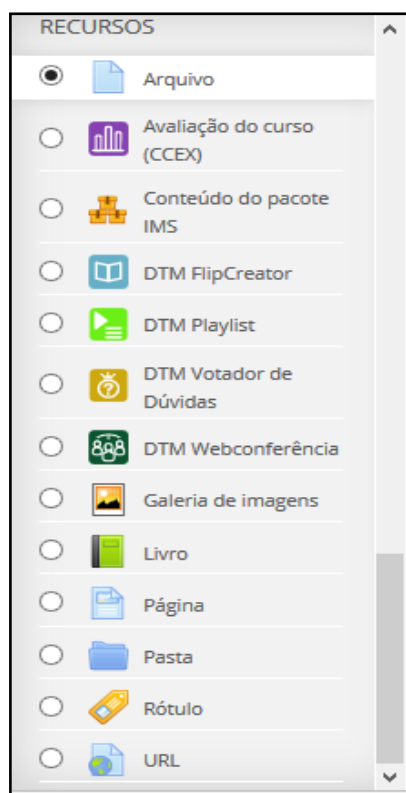 RECURSOS
Arquivo
Avaliação do curso
(CCEX)
Conteúdo do pacote
IMS
DTM FlipCreator
DTM Playlist
DTM Votador de
Dúvidas
DTM Webconferência
Galeria de imagens
Livro
Página
Pasta
Rótulo
URL